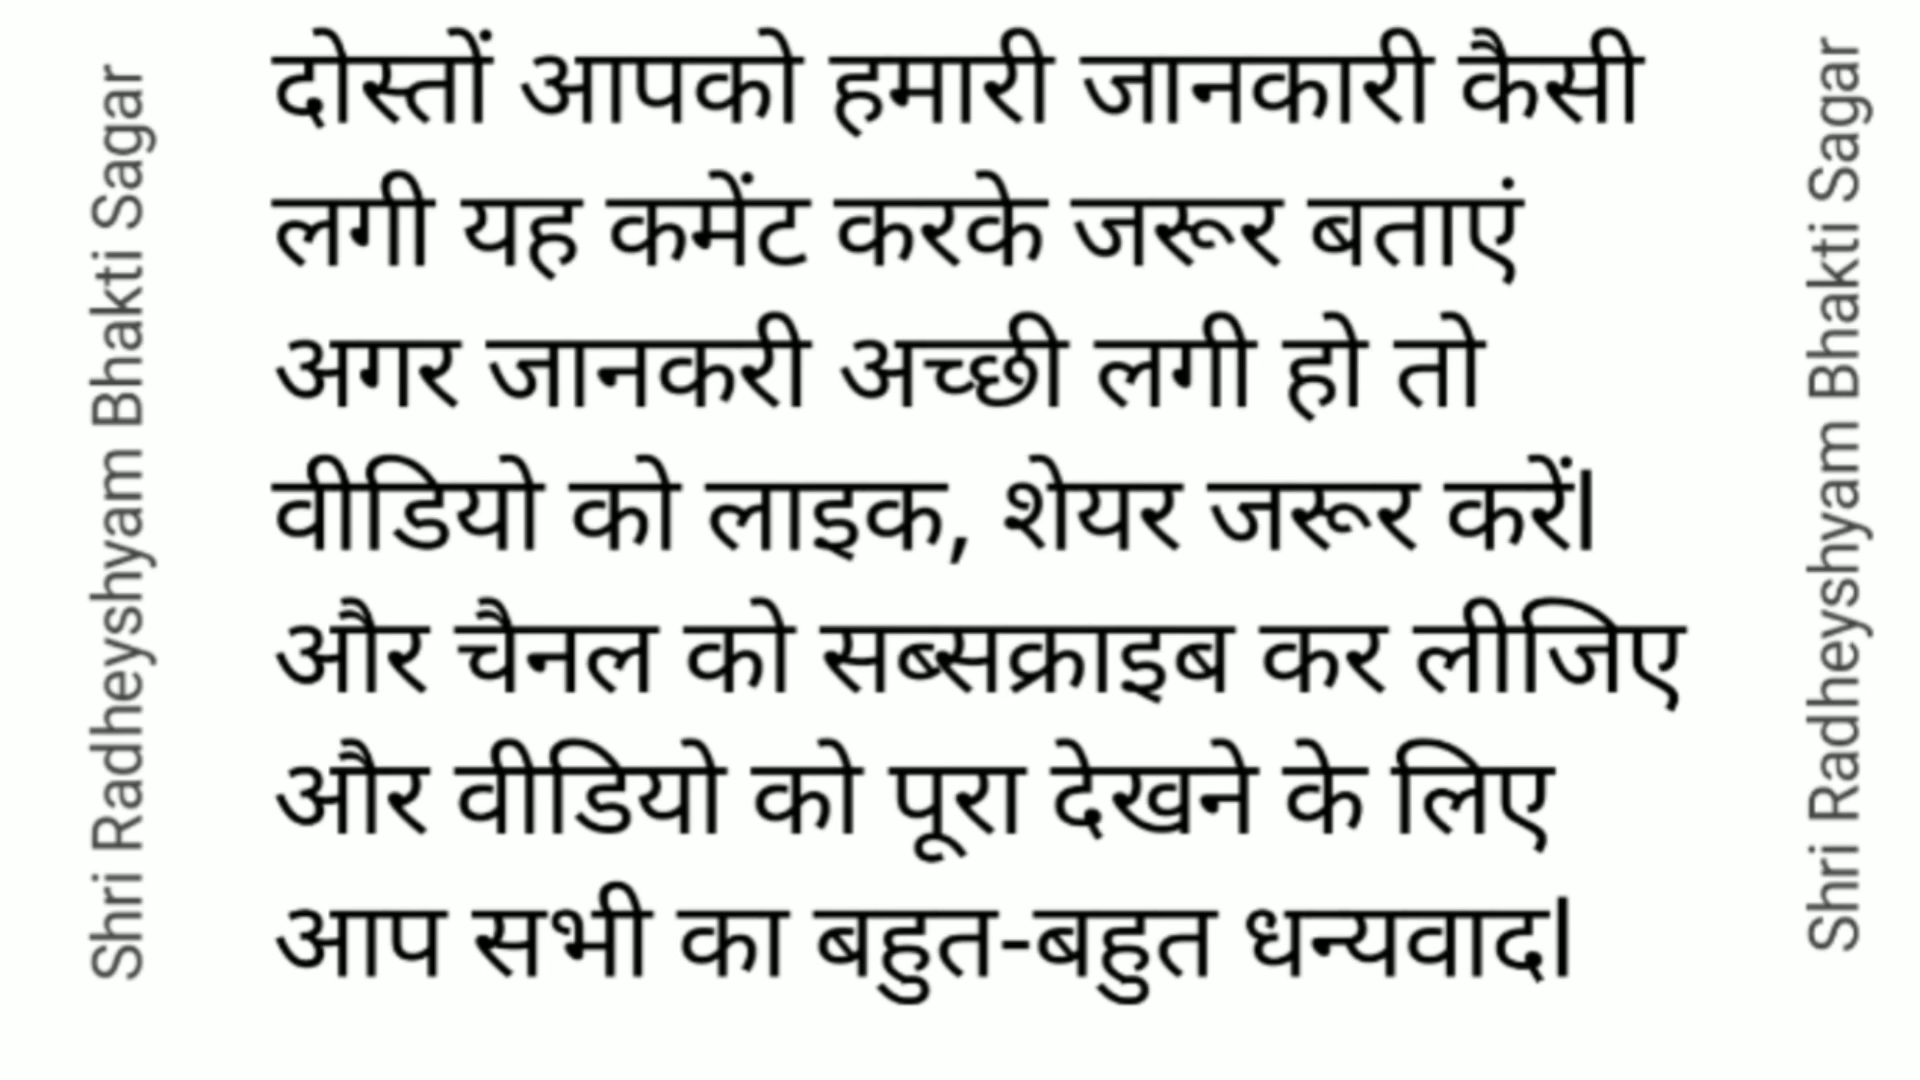 Shri Radheyshyam Bhakti Sagar
दोस्तों आपको हमारी जानकारी कैसी
लगी यह कमेंट करके जरूर बताएं
अगर जानकरी अच्छी लगी हो तो
वीडियो को लाइक, शेयर जरूर करें।
और चैनल को सब्सक्राइब कर लीजिए
और वीडियो को पूरा देखने के लिए
आप सभी का बहुत-बहुत धन्यवाद।
Shri Radheyshyam Bhakti Sagar